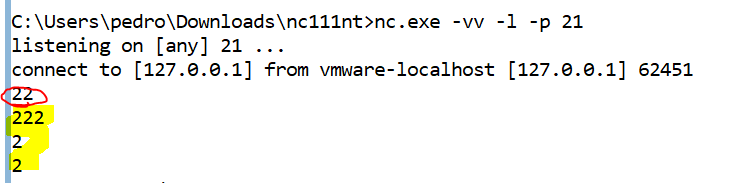 C:\Users\pedro\Downloads\nc111nt>nc.exe -vv -l -p 21
listening on [any] 21 ...
connect to [127.0.0.1] from vmware-localhost [127.0.0.1] 62451
22
222
2
2